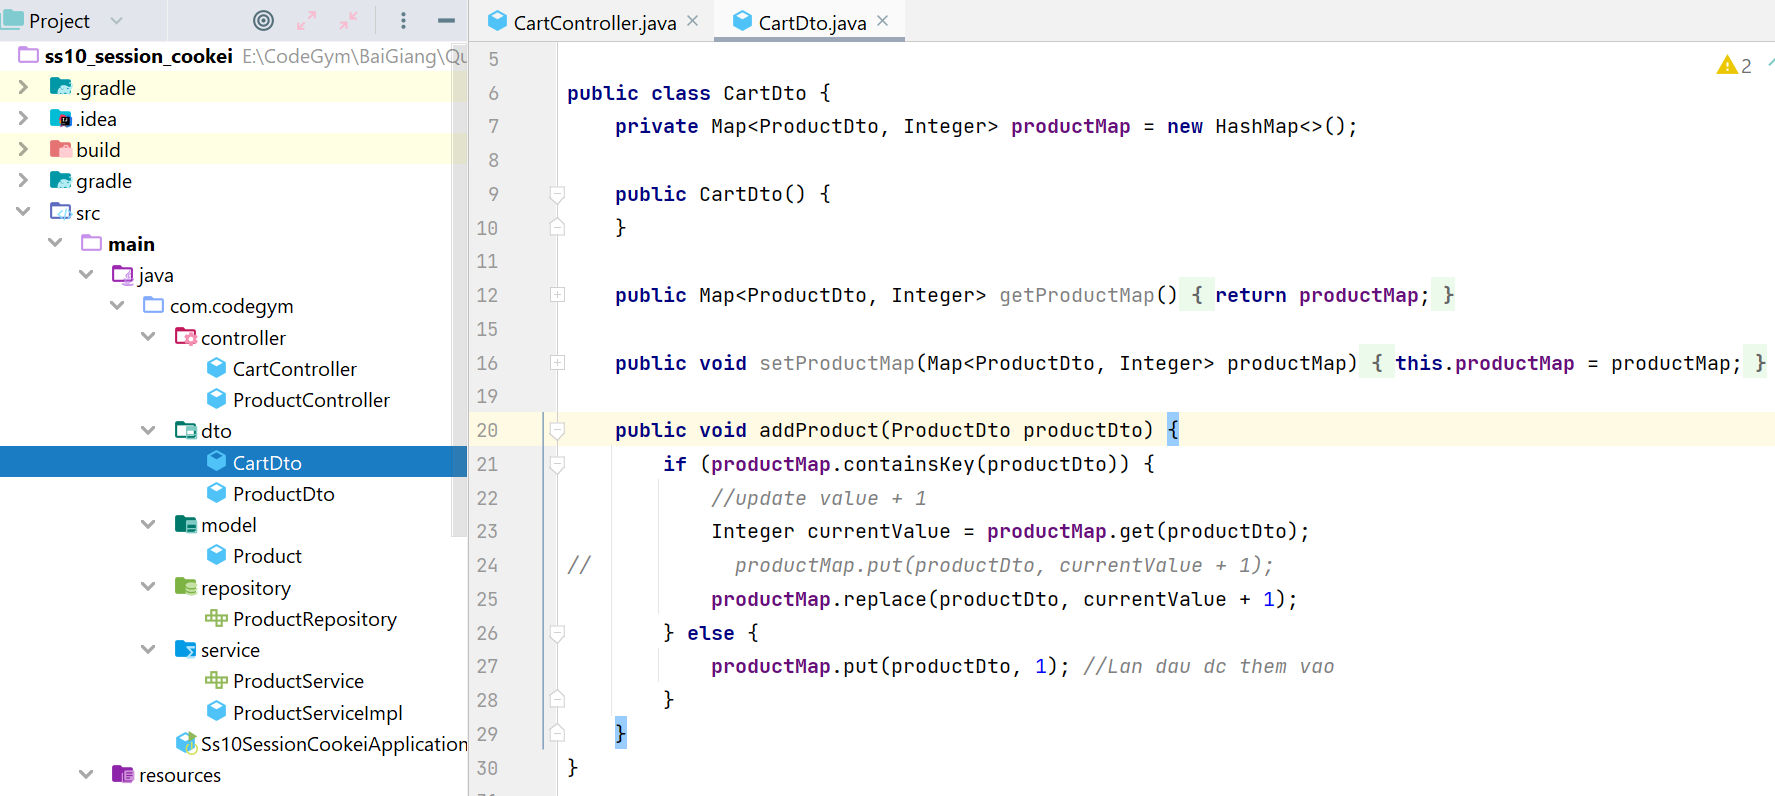 Project
ss10_session_cookei E:\CodeGym\BaiGiang\Qu
.gradle
.idea
build
gradle
src
main
java
com.codegym
controller
CartController
ProductController
dto
CartDto
ProductDto
model
Product
repository
ProductRepository
service
ProductService
ProductServiceImpl
Ss10SessionCookeiApplication
resources
CartController.java
CartDto.java
2
5
6 public class CartDto {
7 private Map<ProductDto, Integer> productMap = new HashMap<>();
8
9 public CartDto() {
10 }
11
12 public Map<ProductDto, Integer> getProductMap() { return productMap; }
15
16 public void setProductMap(Map<ProductDto, Integer> productMap) { this.productMap = productMap; }
19
20 public void addProduct(ProductDto productDto) {
21 if (productMap.containsKey(productDto)) {
22 //update value + 1
23 Integer currentValue = productMap.get(productDto);
24 // productMap.put(productDto, currentValue + 1);
25 productMap.replace(productDto, currentValue + 1);
26 } else {
27 productMap.put(productDto, 1); //Lan dau dc them vao
28 }
29 }
30 }